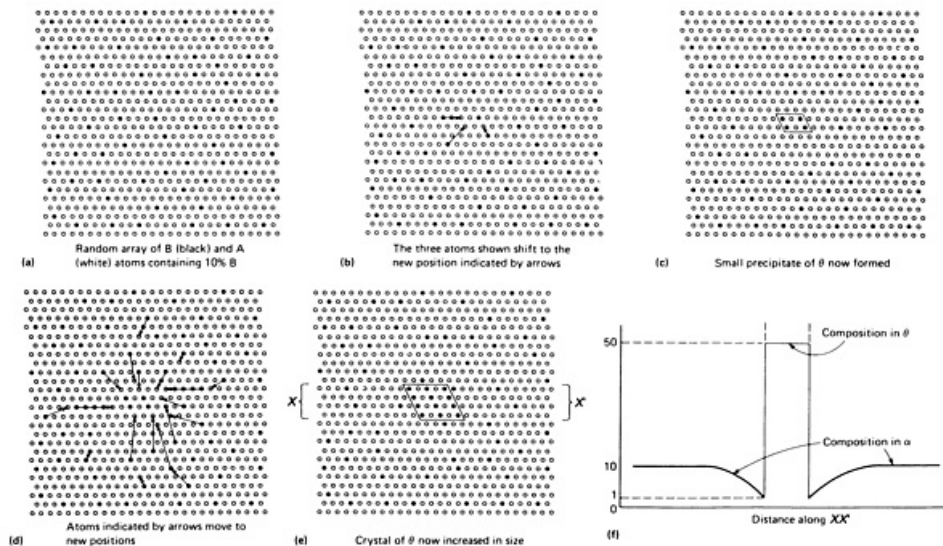 Random array of B (black) and A
(a) (white) atoms containing 10% B
The three atoms shown shift to the
(b) new position indicated by arrows
(c) Small precipitate of θ now formed
Atoms indicated by arrows move to
(d) new positions
X
X'
(e) Crystal of θ now increased in size
50
Composition in θ
10
Composition in α
1
0
Distance along XX'
(f)